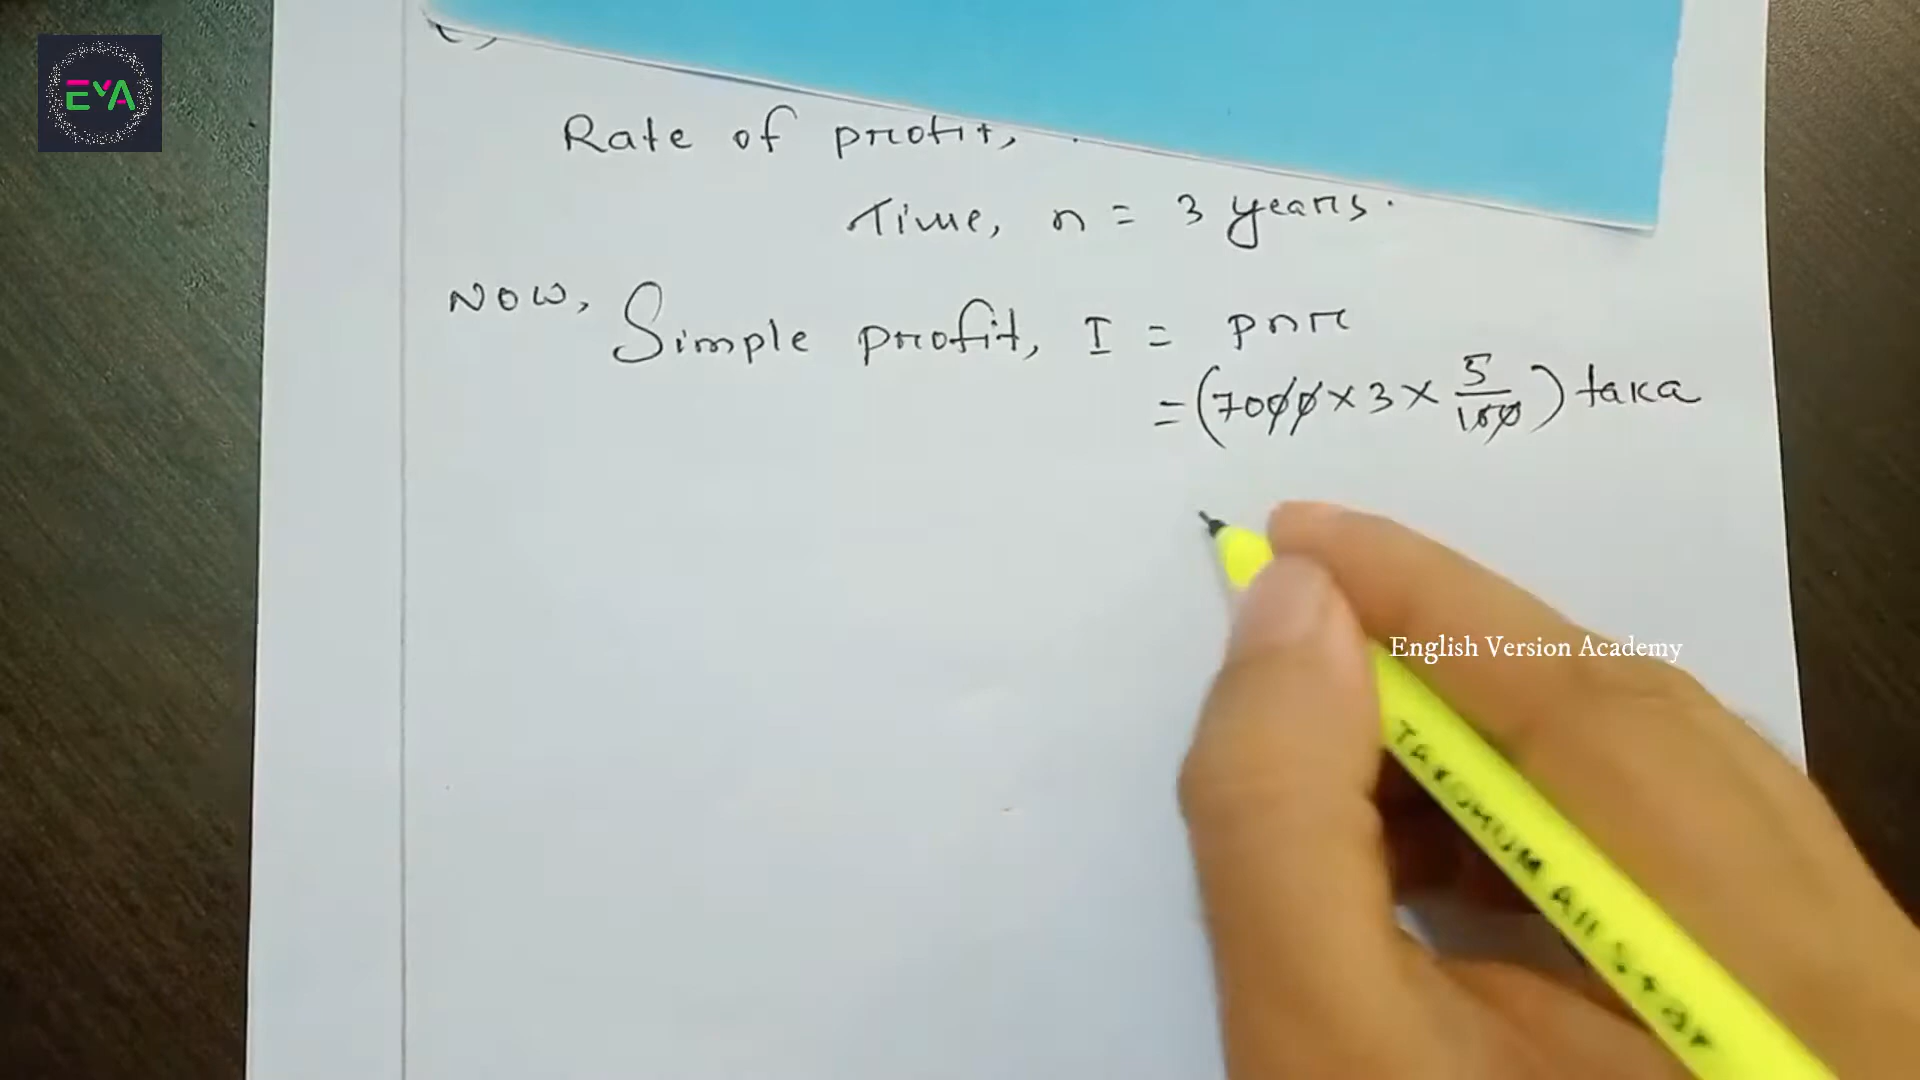 EYA
Rate of profit,
Time, n = 3 years.
Now, Simple profit, I = pnr
= (7000 × 3 × 5/100) taka
English Version Academy
TAKOMUM All Star